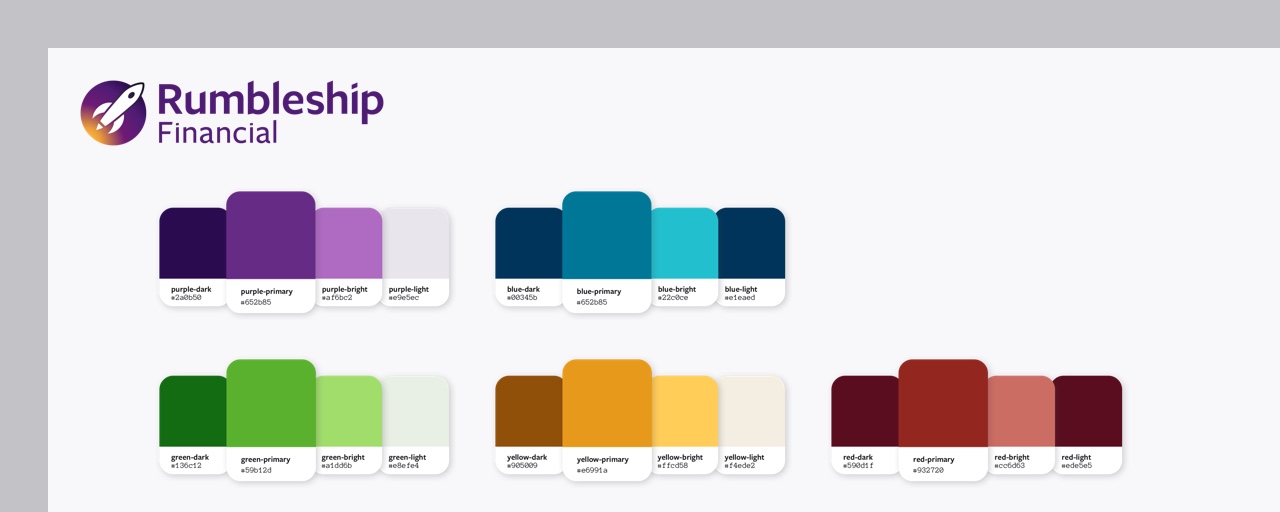 Rumbleship
Financial
purple-dark
#2a0b50
purple-primary
#652b85
purple-bright
#af6bc2
purple-light
#e9e5ec
blue-dark
#00345b
blue-primary
#652b85
blue-bright
#22c0ce
blue-light
#e1eaed
green-dark
#136c12
green-primary
#59b12d
green-bright
#a1dd6b
green-light
#e8efe4
yellow-dark
#905009
yellow-primary
#e6991a
yellow-bright
#ffcd58
yellow-light
#f4ede2
red-dark
#590d1f
red-primary
#932720
red-bright
#cc6d63
red-light
#ede5e5